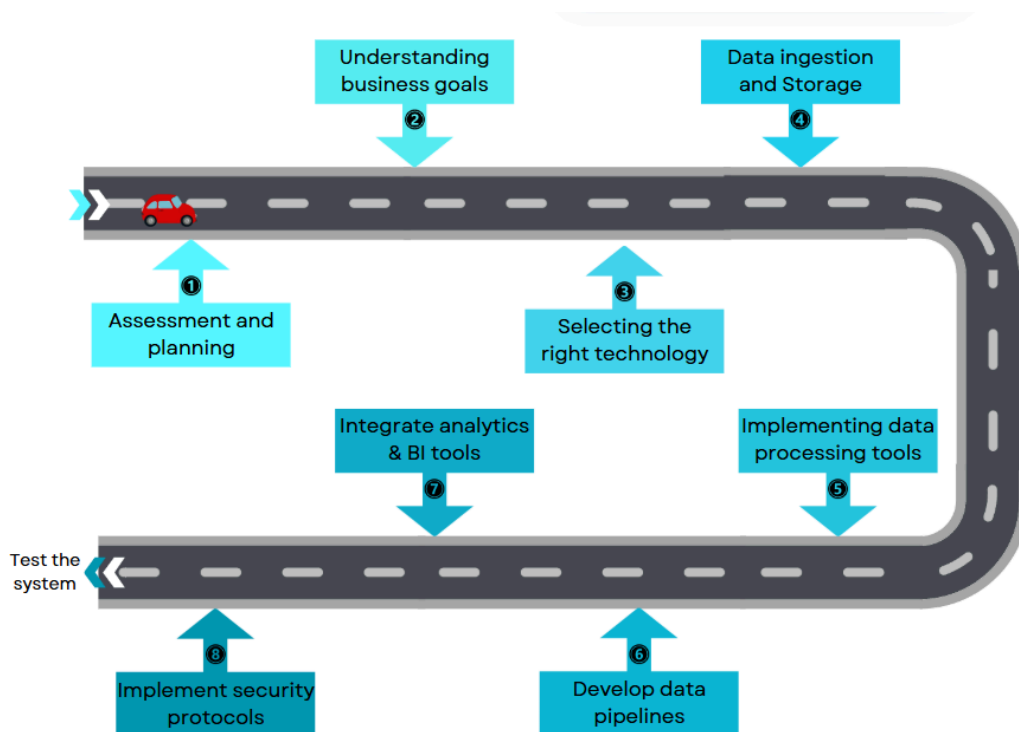 ①
Assessment and
planning
Understanding
business goals
②
③
Selecting the
right technology
Data ingestion
and Storage
④
Implementing data
processing tools
⑤
⑥
Develop data
pipelines
Integrate analytics
& BI tools
⑦
⑧
Implement security
protocols
Test the
system